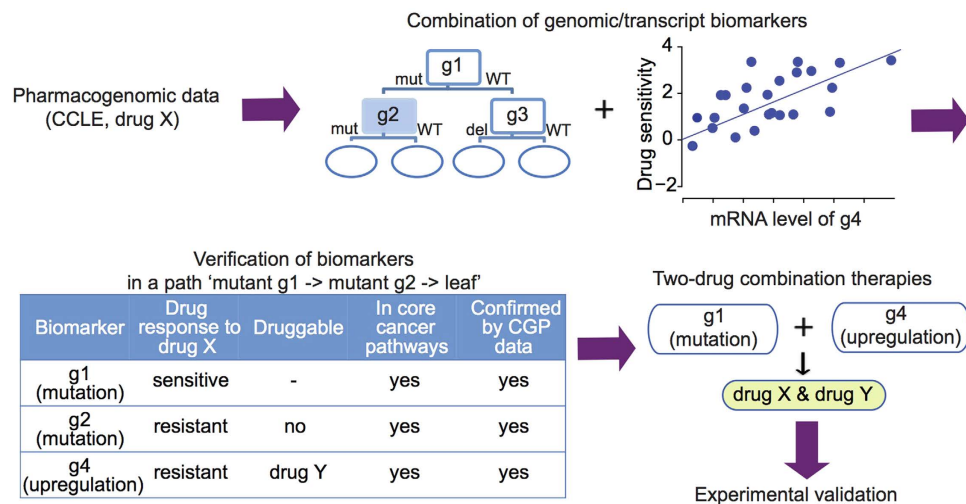 Combination of genomic/transcript biomarkers
Pharmacogenomic data
(CCLE, drug X)
g1
mut
WT
g2
g3
mut
WT
del
WT
+
Drug sensitivity
4
2
0
−2
mRNA level of g4
Verification of biomarkers
in a path ‘mutant g1 -> mutant g2 -> leaf’
Biomarker
Drug
response to
drug X
Druggable
In core
cancer
pathways
Confirmed
by CGP
data
g1
(mutation)
sensitive
-
yes
yes
g2
(mutation)
resistant
no
yes
yes
g4
(upregulation)
resistant
drug Y
yes
yes
Two-drug combination therapies
g1
(mutation)
+
g4
(upregulation)
drug X & drug Y
Experimental validation